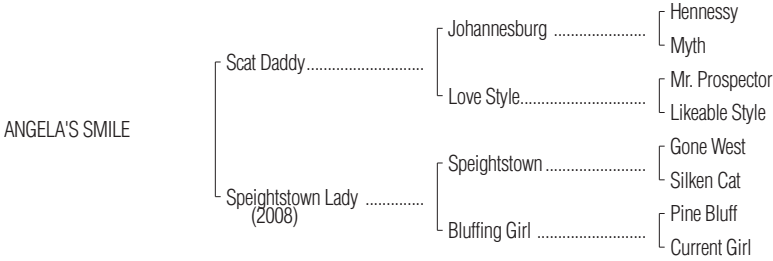 Hennessy
Johannesburg ......................
Myth
Scat Daddy............................
Mr. Prospector
Love Style..............................
Likeable Style
ANGELA'S SMILE
Gone West
Speightstown ........................
Silken Cat
Speightstown Lady ..............
(2008)
Pine Bluff
Bluffing Girl ..........................
Current Girl